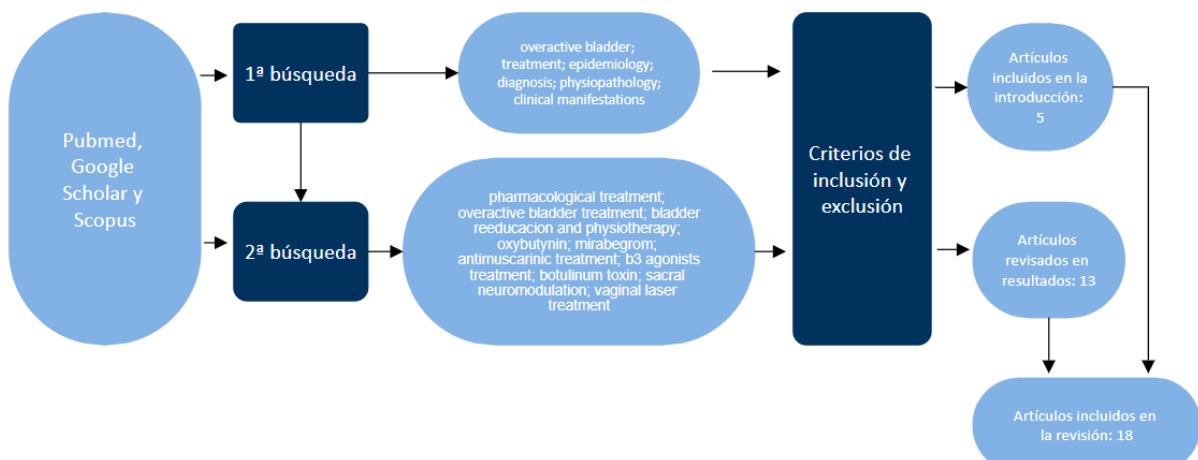 Pubmed,
Google
Scholar y
Scopus
1ª búsqueda
overactive bladder;
treatment; epidemiology;
diagnosis; physiopathology;
clinical manifestations
2ª búsqueda
pharmacological treatment;
overactive bladder treatment; bladder
reeducacion and physiotherapy;
oxybutynin; mirabegrom;
antimuscarinic treatment; b3 agonists
treatment; botulinum toxin; sacral
neuromodulation; vaginal laser
treatment
Criterios de
inclusión y
exclusión
Artículos
incluidos en la
introducción:
5
Artículos
revisados en
resultados: 13
Artículos incluidos en
la revisión: 18